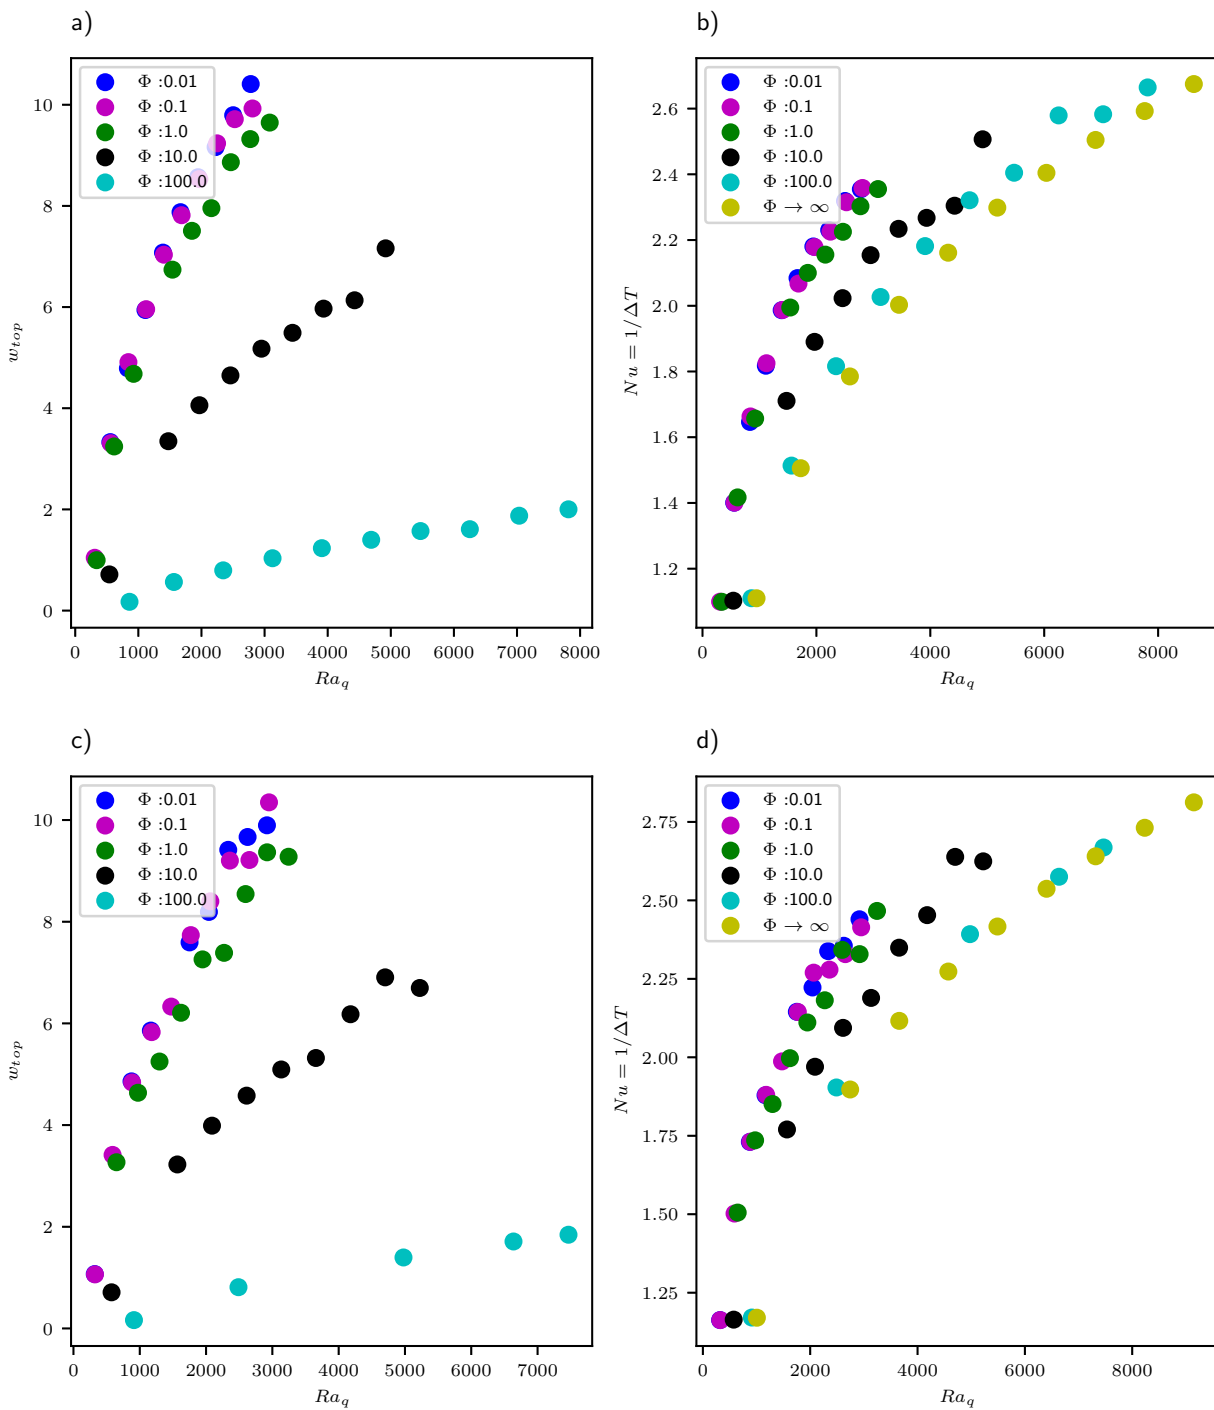 a)
Φ :0.01
Φ :0.1
Φ :1.0
Φ :10.0
Φ :100.0
10
8
6
4
2
0
w_top
0 1000 2000 3000 4000 5000 6000 7000 8000
Ra_q
b)
Φ :0.01
Φ :0.1
Φ :1.0
Φ :10.0
Φ :100.0
Φ → ∞
2.6
2.4
2.2
2.0
1.8
1.6
1.4
1.2
Nu = 1/ΔT
0 2000 4000 6000 8000
Ra_q
c)
Φ :0.01
Φ :0.1
Φ :1.0
Φ :10.0
Φ :100.0
10
8
6
4
2
0
w_top
0 1000 2000 3000 4000 5000 6000 7000
Ra_q
d)
Φ :0.01
Φ :0.1
Φ :1.0
Φ :10.0
Φ :100.0
Φ → ∞
2.75
2.50
2.25
2.00
1.75
1.50
1.25
Nu = 1/ΔT
0 2000 4000 6000 8000
Ra_q